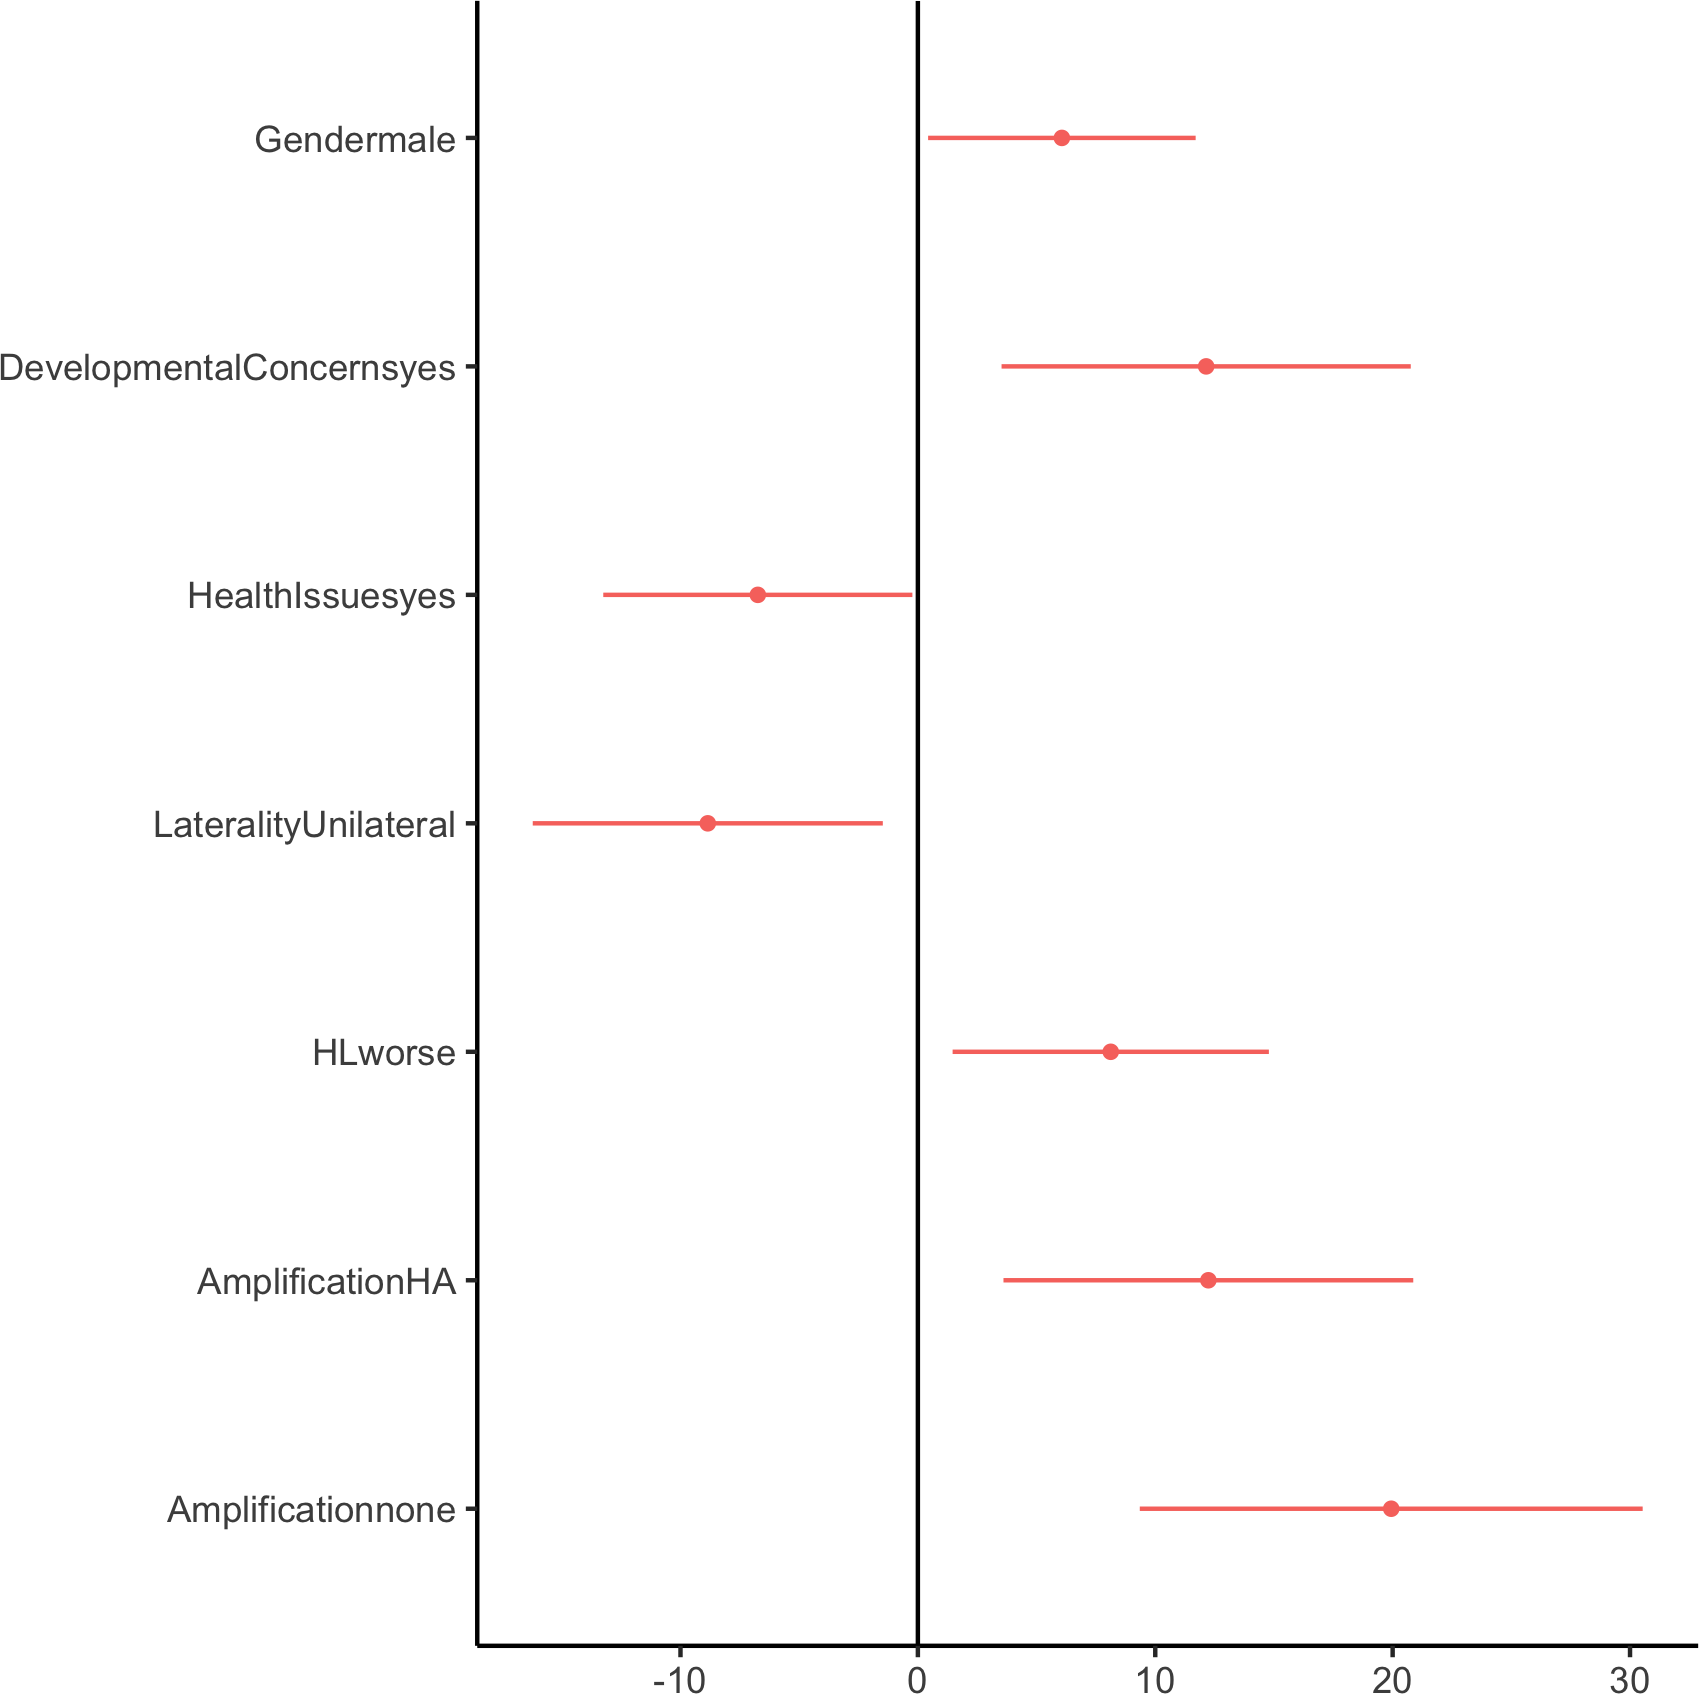 Gendermale
DevelopmentalConcernsyes
HealthIssuesyes
LateralityUnilateral
HLworse
AmplificationHA
Amplificationnone
-10 0 10 20 30